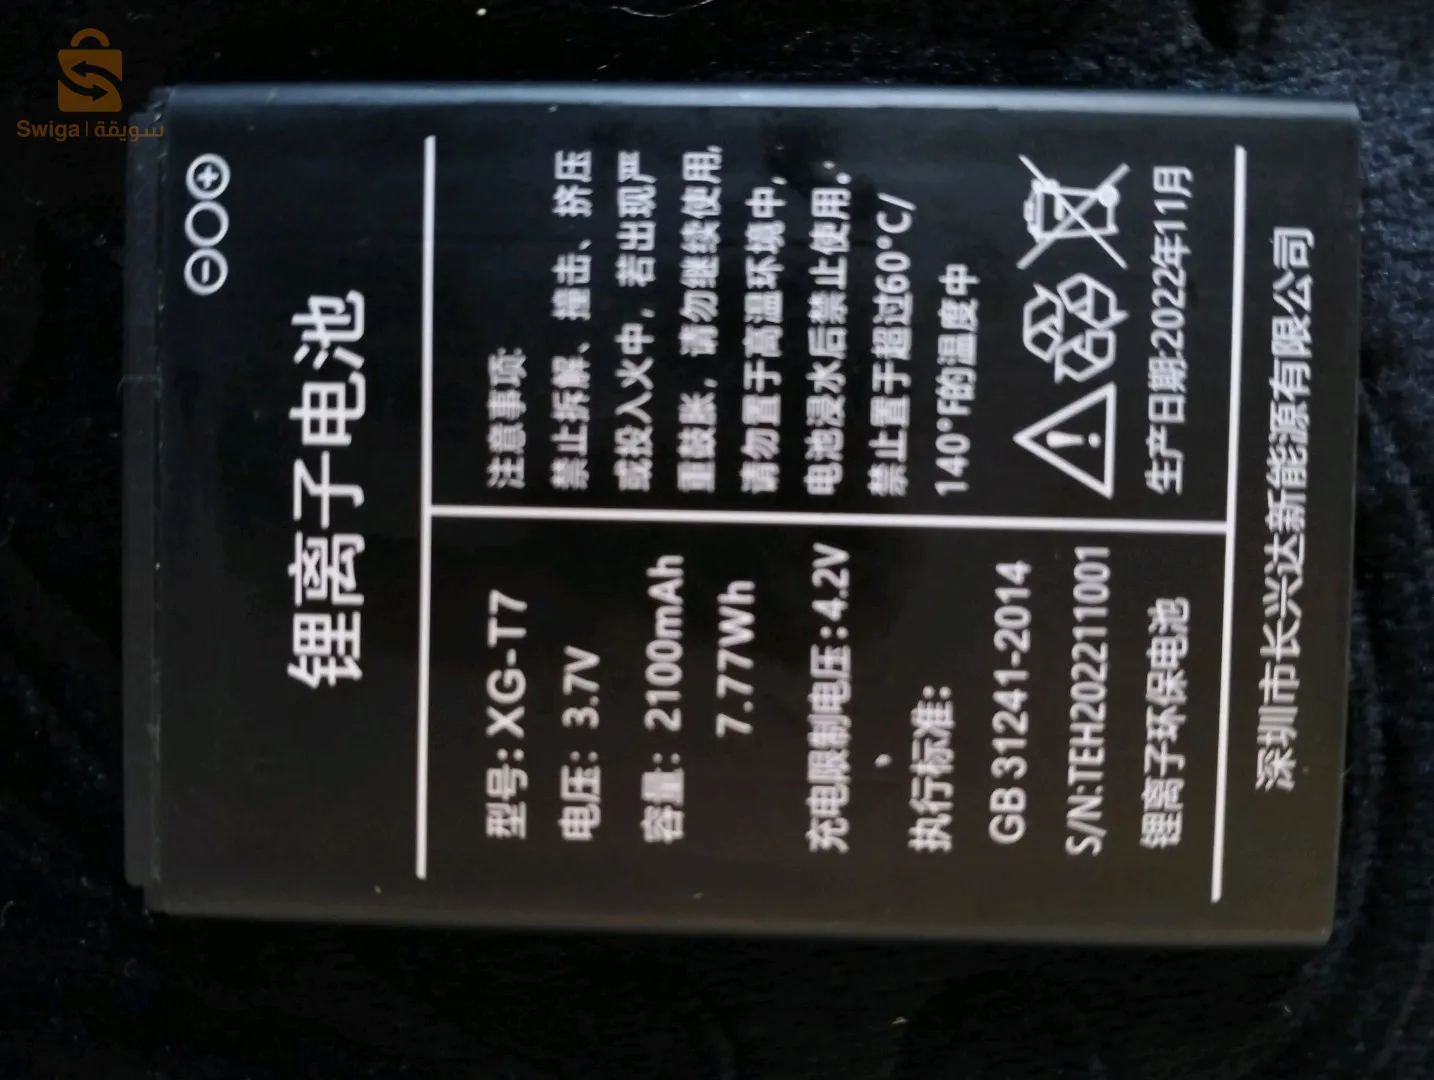 Swiga | سويقة
锂离子电池
型号: XG-T7
电压: 3.7V
容量: 2100mAh
7.77Wh
充电限制电压: 4.2V
执行标准:
GB 31241-2014
S/N:TEH202211001
锂离子环保电池
注意事项:
禁止拆解、撞击、挤压
或投入火中，若出现严
重鼓胀，请勿继续使用,
请勿置于高温环境中,
电池浸水后禁止使用。
禁止置于超过60°C/
140°F的温度中
生产日期:2022年11月
深圳市长兴达新能源有限公司